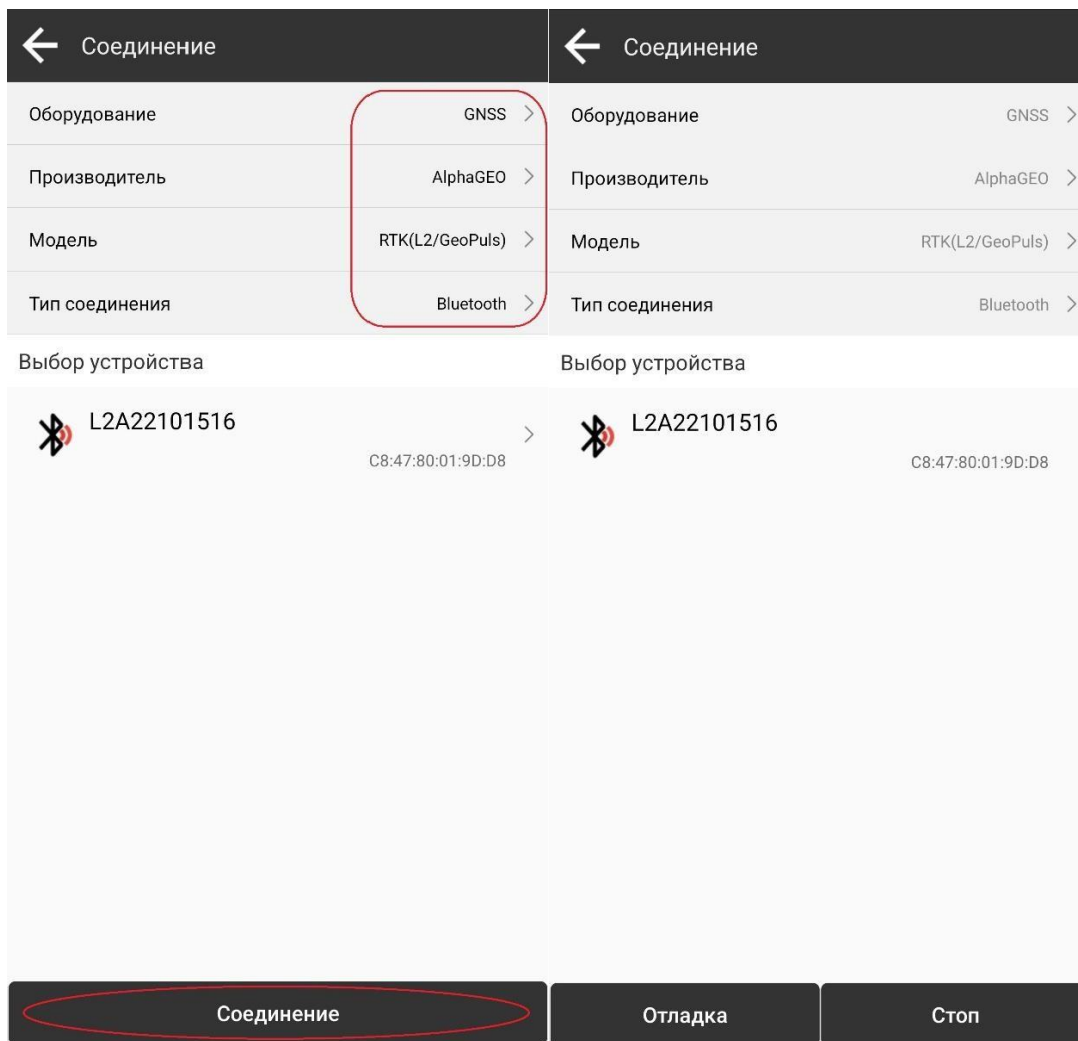 Соединение
Оборудование GNSS
Производитель AlphaGEO
Модель RTK(L2/GeoPuls)
Тип соединения Bluetooth
Выбор устройства
L2A22101516
C8:47:80:01:9D:D8
Соединение
Соединение
Оборудование GNSS
Производитель AlphaGEO
Модель RTK(L2/GeoPuls)
Тип соединения Bluetooth
Выбор устройства
L2A22101516
C8:47:80:01:9D:D8
Отладка Стоп